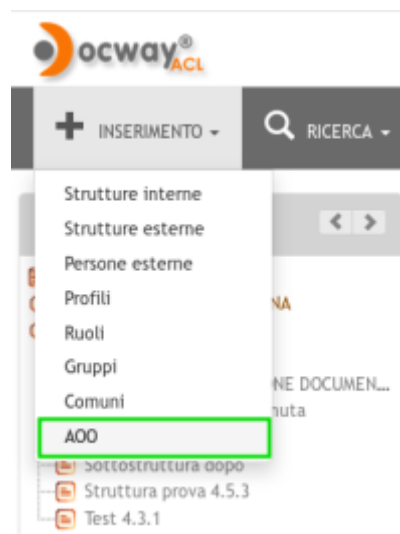 Docway®
ACL
INSERIMENTO
RICERCA
Strutture interne
Strutture esterne
Persone esterne
Profili
NA
Ruoli
Gruppi
NE DOCUMEN...
Comuni
nuta
AOO
Sottostruttura dopo
Struttura prova 4.5.3
Test 4.3.1